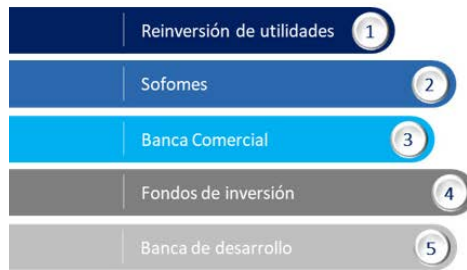 Reinversión de utilidades 1
Sofomes 2
Banca Comercial 3
Fondos de inversión 4
Banca de desarrollo 5